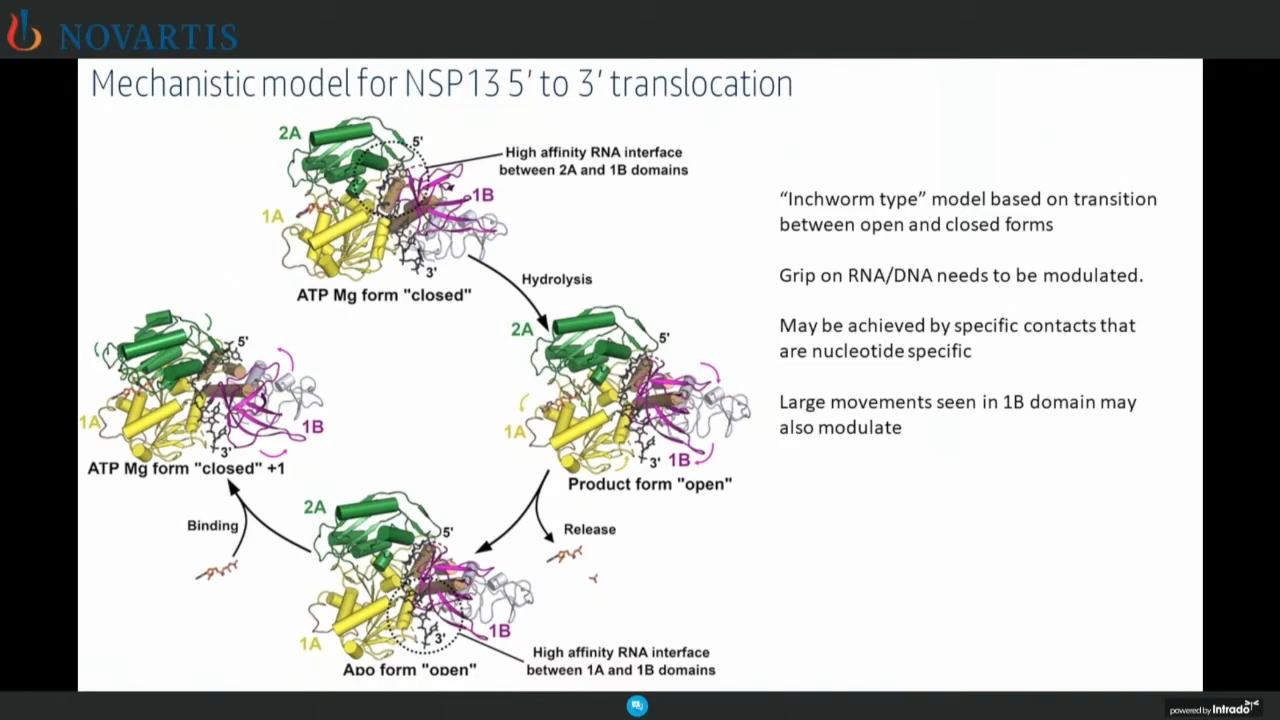 NOVARTIS
Mechanistic model for NSP13 5' to 3' translocation
2A
5'
High affinity RNA interface
between 2A and 1B domains
1B
1A
3'
ATP Mg form "closed"
Hydrolysis
2A
5'
1A
3'
1B
Product form "open"
5'
1A
1B
3'
ATP Mg form "closed" +1
Binding
Release
2A
5'
1A
3'
1B
Apo form "open"
High affinity RNA interface
between 1A and 1B domains
“Inchworm type” model based on transition
between open and closed forms
Grip on RNA/DNA needs to be modulated.
May be achieved by specific contacts that
are nucleotide specific
Large movements seen in 1B domain may
also modulate
powered by Intrado